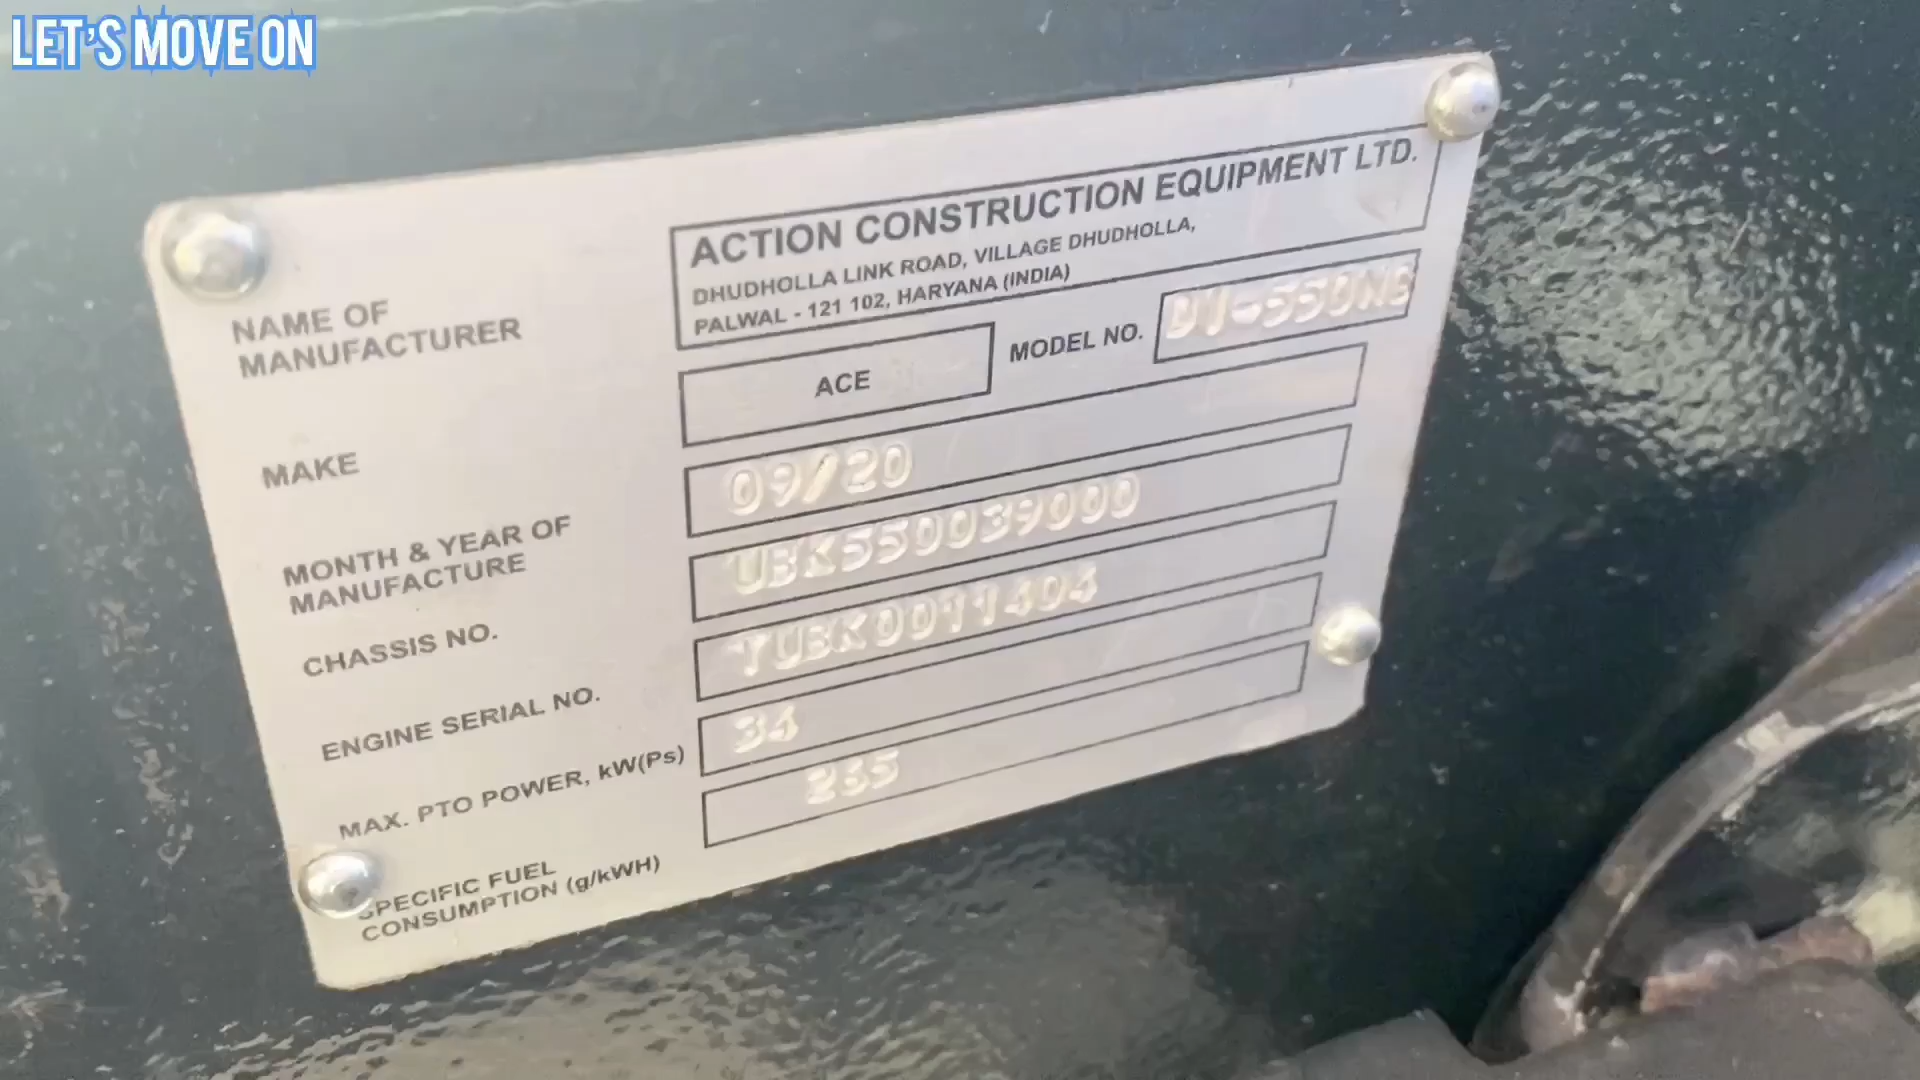 LET'S MOVE ON
NAME OF
MANUFACTURER
ACTION CONSTRUCTION EQUIPMENT LTD.
DHUDHOLLA LINK ROAD, VILLAGE DHUDHOLLA,
PALWAL - 121 102, HARYANA (INDIA)
MAKE
ACE
MODEL NO.
MONTH & YEAR OF
MANUFACTURE
09/20
CHASSIS NO.
UBK550039000
ENGINE SERIAL NO.
TUBK0011404
MAX. PTO POWER, kW(Ps)
34
SPECIFIC FUEL
CONSUMPTION (g/kWH)
265